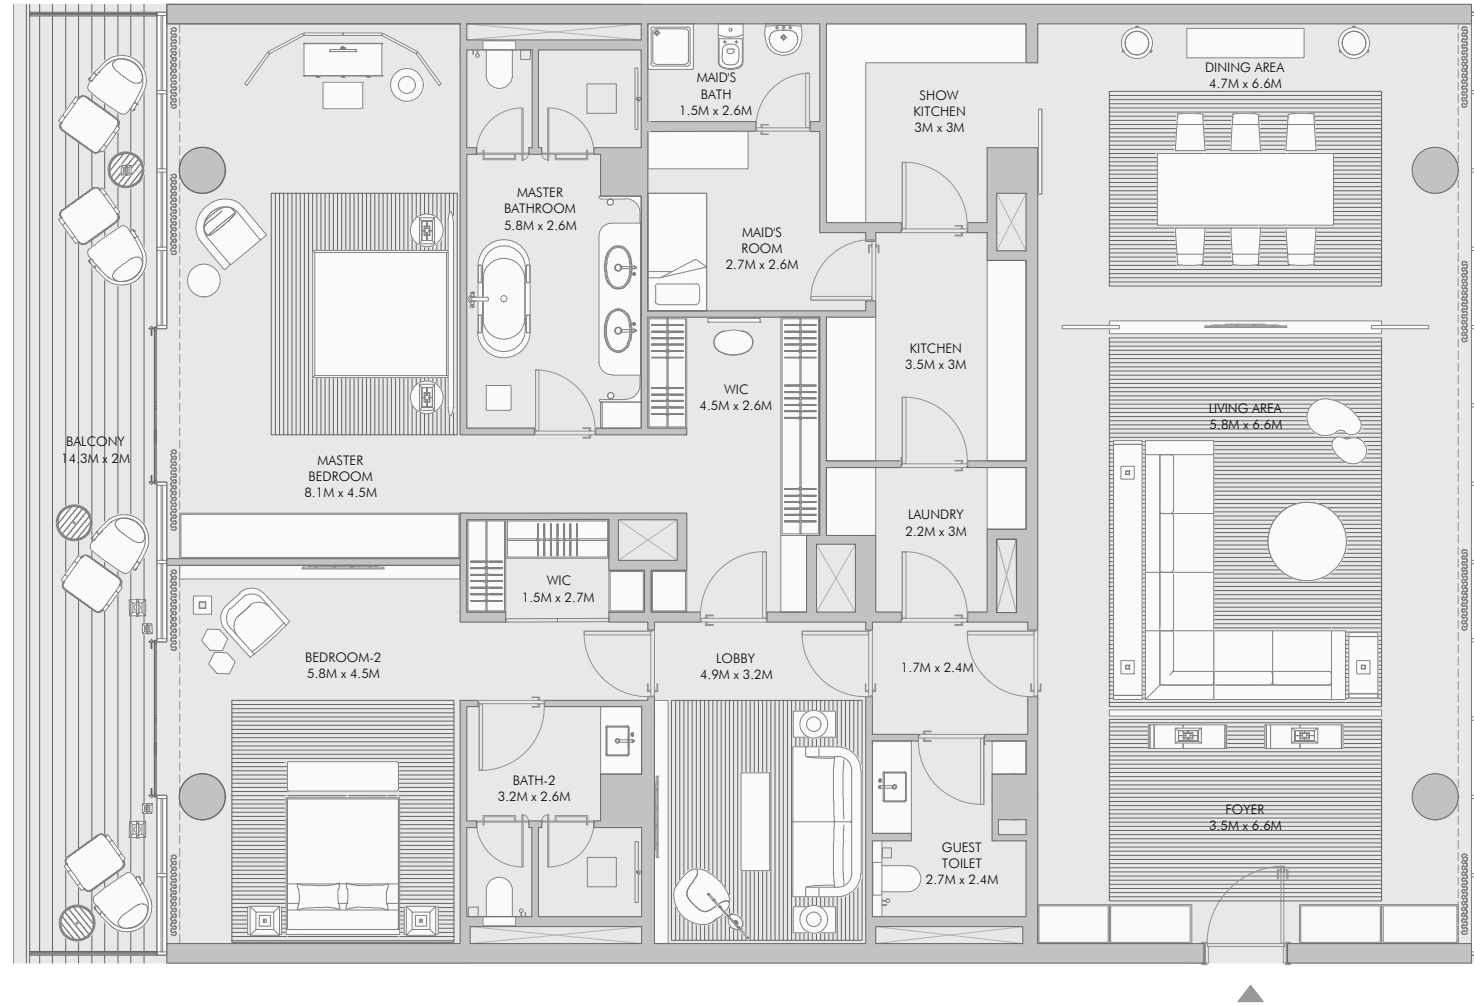 DINING AREA
4.7M x 6.6M
MAID'S
BATH
1.5M x 2.6M
SHOW
KITCHEN
3M x 3M
MASTER
BATHROOM
5.8M x 2.6M
MAID'S
ROOM
2.7M x 2.6M
KITCHEN
3.5M x 3M
WIC
4.5M x 2.6M
LIVING AREA
5.8M x 6.6M
BALCONY
14.3M x 2M
MASTER
BEDROOM
8.1M x 4.5M
LAUNDRY
2.2M x 3M
WIC
1.5M x 2.7M
BEDROOM-2
5.8M x 4.5M
LOBBY
4.9M x 3.2M
1.7M x 2.4M
BATH-2
3.2M x 2.6M
FOYER
3.5M x 6.6M
GUEST
TOILET
2.7M x 2.4M